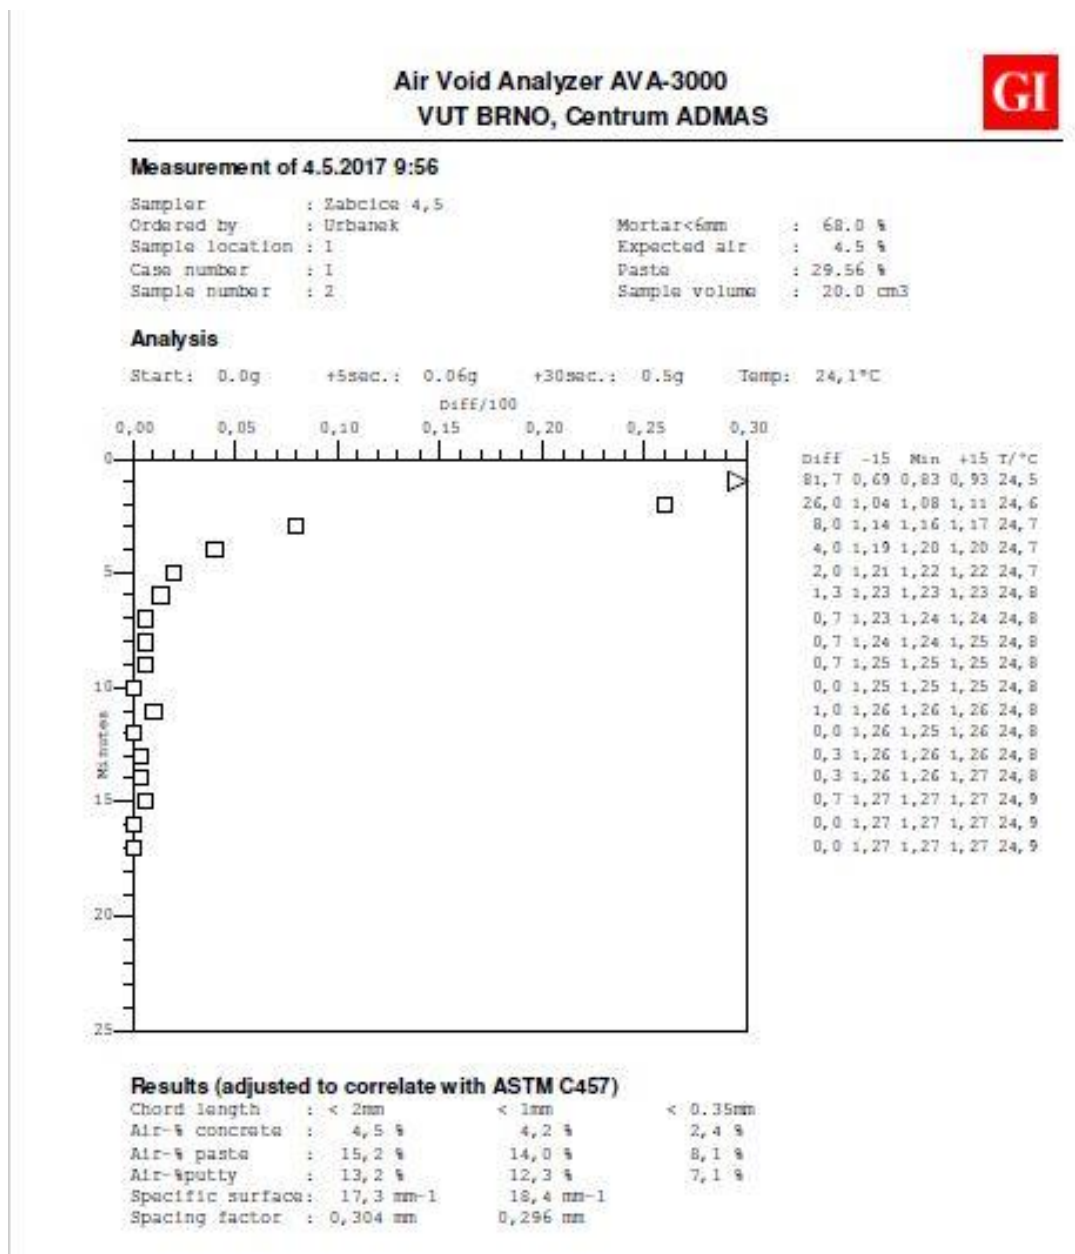 Air Void Analyzer AVA-3000
GI
VUT BRNO, Centrum ADMAS
Measurement of 4.5.2017 9:56
Sampler : Zabcice 4,5
Ordered by : Urbanek Mortar<6mm : 68.0 %
Sample location : 1 Expected air : 4.5 %
Case number : 1 Paste : 29.56 %
Sample number : 2 Sample volume : 20.0 cm3
Analysis
Start: 0.0g +5sec.: 0.06g +30sec.: 0.5g Temp: 24,1°C
Diff/100
0,00 0,05 0,10 0,15 0,20 0,25 0,30
0
5
10
15
20
25
Minutes
Diff -15 Min +15 T/°C
81,7 0,69 0,83 0,93 24,5
26,0 1,04 1,08 1,11 24,6
8,0 1,14 1,16 1,17 24,7
4,0 1,19 1,20 1,20 24,7
2,0 1,21 1,22 1,22 24,7
1,3 1,23 1,23 1,23 24,8
0,7 1,23 1,24 1,24 24,8
0,7 1,24 1,24 1,25 24,8
0,7 1,25 1,25 1,25 24,8
0,0 1,25 1,25 1,25 24,8
1,0 1,26 1,26 1,26 24,8
0,0 1,26 1,25 1,26 24,8
0,3 1,26 1,26 1,26 24,8
0,3 1,26 1,26 1,27 24,8
0,7 1,27 1,27 1,27 24,9
0,0 1,27 1,27 1,27 24,9
0,0 1,27 1,27 1,27 24,9
Results (adjusted to correlate with ASTM C457)
Chord length : < 2mm < 1mm < 0.35mm
Air-% concrete : 4,5 % 4,2 % 2,4 %
Air-% paste : 15,2 % 14,0 % 8,1 %
Air-%putty : 13,2 % 12,3 % 7,1 %
Specific surface: 17,3 mm-1 18,4 mm-1
Spacing factor : 0,304 mm 0,296 mm